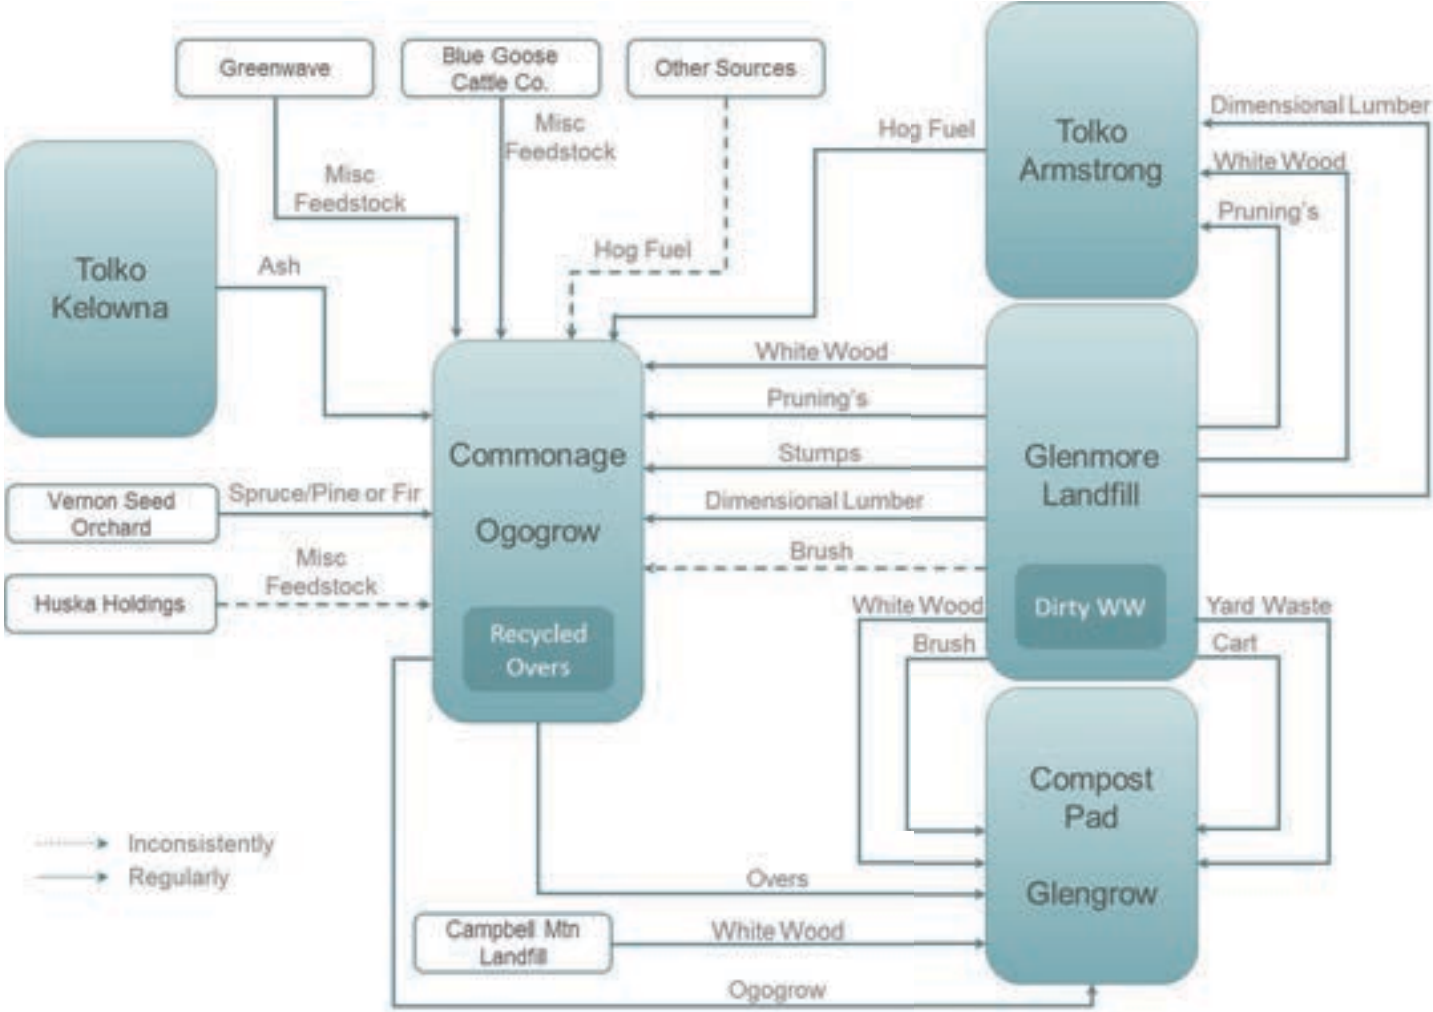 Greenwave
Blue Goose
Cattle Co.
Other Sources
Misc
Feedstock
Misc
Feedstock
Hog Fuel
Hog Fuel
Tolko
Armstrong
Dimensional Lumber
White Wood
Pruning's
Tolko
Kelowna
Ash
White Wood
Pruning's
Stumps
Dimensional Lumber
Brush
Commonage
Ogogrow
Recycled
Overs
Glenmore
Landfill
Dirty WW
Vernon Seed
Orchard
Spruce/Pine or Fir
Huska Holdings
Misc
Feedstock
White Wood
Brush
Yard Waste
Cart
Compost
Pad
Glengrow
Inconsistently
Regularly
Overs
Campbell Mtn
Landfill
White Wood
Ogogrow